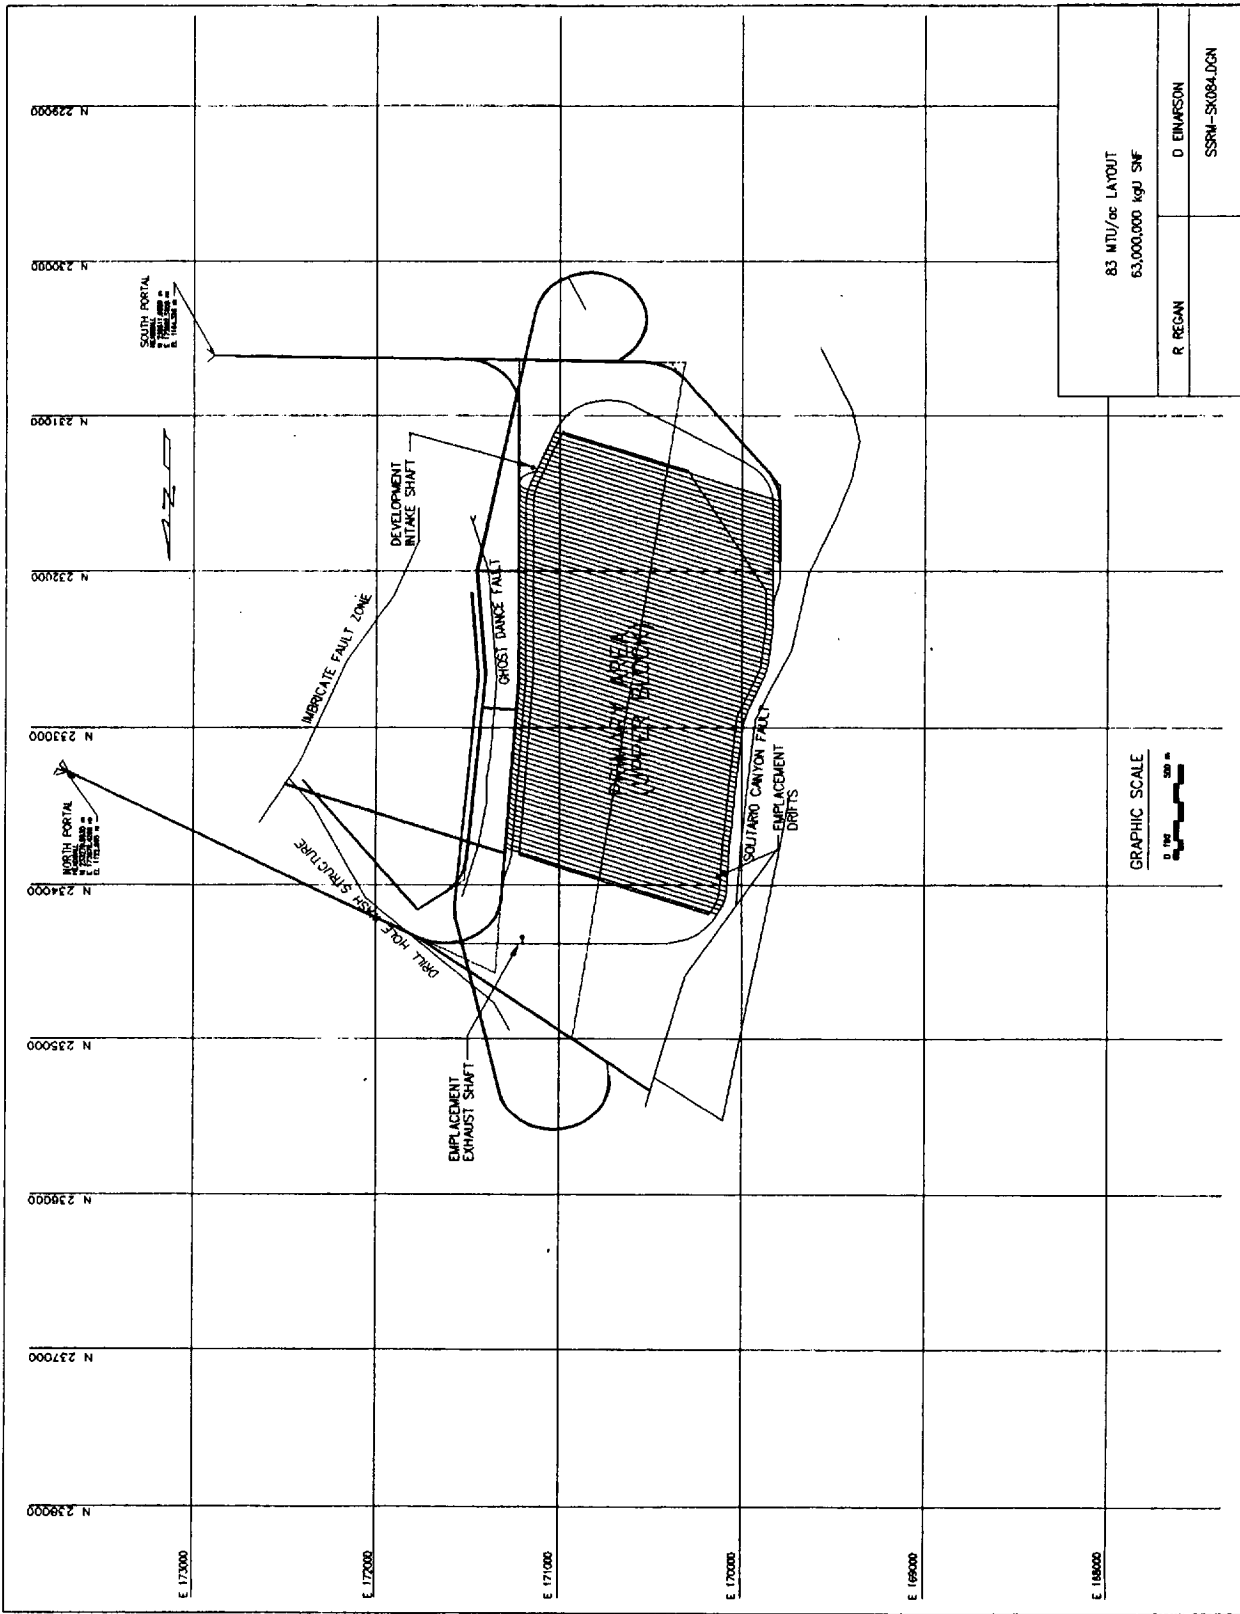 N 229000
N 230000
N 231000
N 232000
N 233000
N 234000
N 235000
N 236000
N 237000
N 238000
E 173000
E 172000
E 171000
E 170000
E 169000
E 168000
SOUTH PORTAL
NORTH PORTAL
DEVELOPMENT
INTAKE SHAFT
IMBRICATE FAULT ZONE
GHOST DANCE FAULT
DRILL HOLE WASH STRUCTURE
EMPLACEMENT
EXHAUST SHAFT
PRIMARY AREA
SOLITARIO CANYON FAULT
EMPLACEMENT
DRIFTS
GRAPHIC SCALE
0 100 500 m
83 MTU/ac LAYOUT
63,000,000 kgU SNF
R REGAN
D EINARSON
SSRM-SK084.DGN